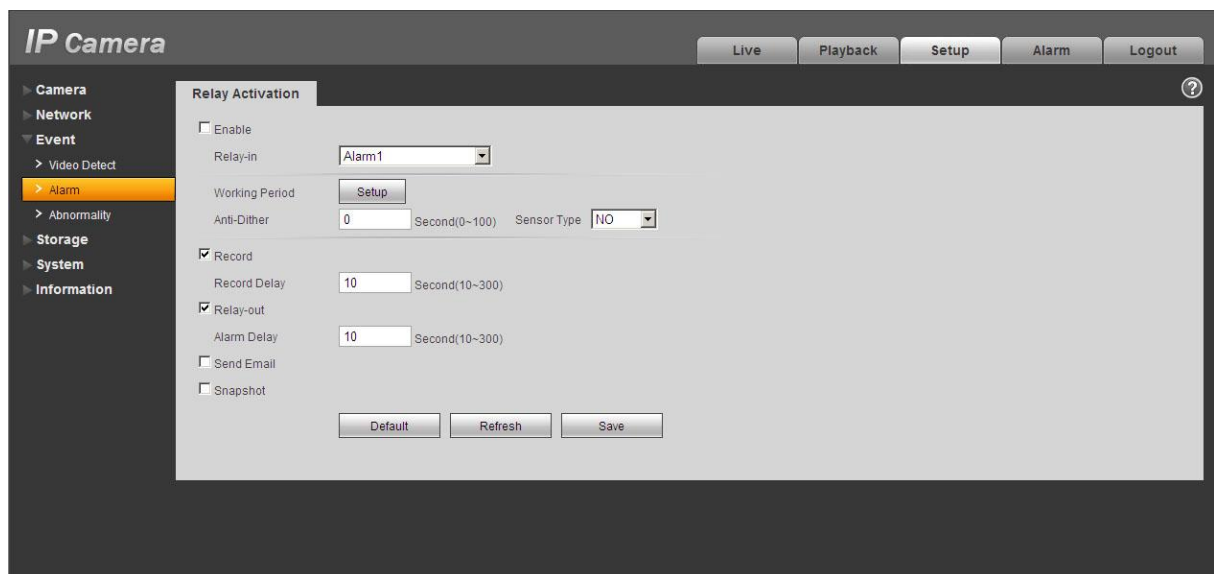 IP Camera
Live
Playback
Setup
Alarm
Logout
Camera
Network
Event
> Video Detect
> Alarm
> Abnormality
Storage
System
Information
Relay Activation
?
Enable
Relay-in Alarm1
Working Period Setup
Anti-Dither 0 Second(0~100) Sensor Type NO
Record
Record Delay 10 Second(10~300)
Relay-out
Alarm Delay 10 Second(10~300)
Send Email
Snapshot
Default Refresh Save